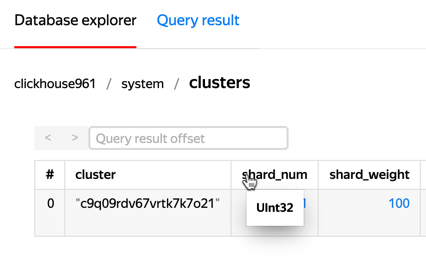 Database explorer Query result
clickhouse961 / system / clusters
< > Query result offset
# cluster shard_num shard_weight
0 "c9q09rdv67vrtk7k7o21" 1 100
UInt32